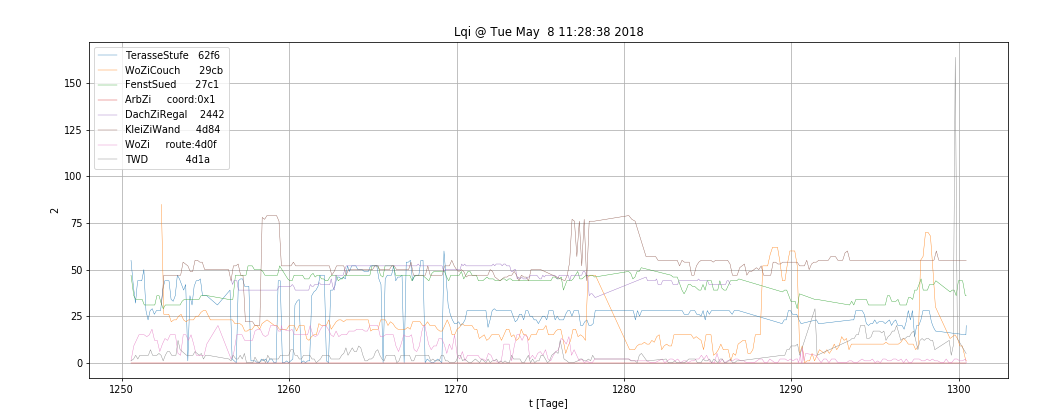 Lqi @ Tue May  8 11:28:38 2018
TerasseStufe   62f6
WoZiCouch      29cb
FenstSued      27c1
ArbZi     coord:0x1
DachZiRegal    2442
KleiZiWand     4d84
WoZi      route:4d0f
TWD            4d1a
150
125
100
75
50
25
0
2
1250 1260 1270 1280 1290 1300
t [Tage]